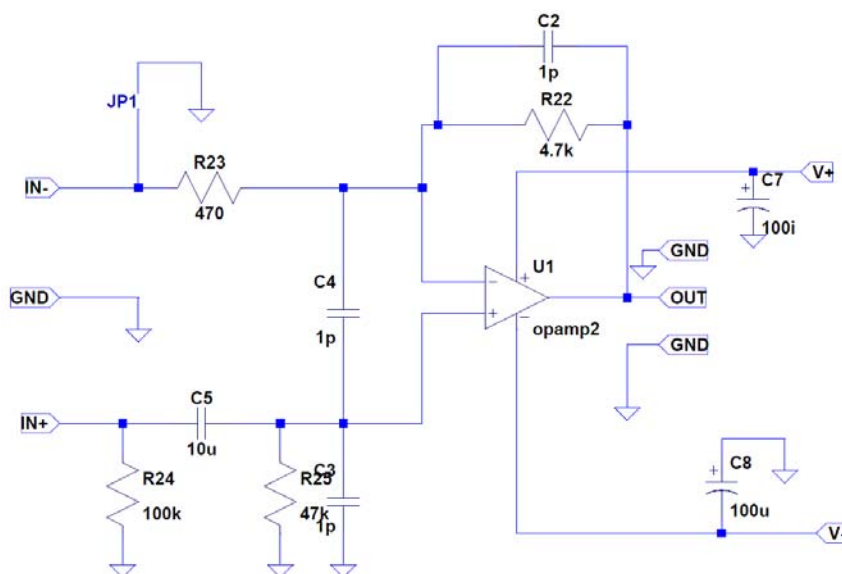 C2
1p
R22
4.7k
JP1
R23
470
IN-
V+
C7
100i
U1
GND
C4
1p
GND
OUT
opamp2
GND
C5
10u
IN+
R24
100k
R25
47k
C3
1p
C8
100u
V-